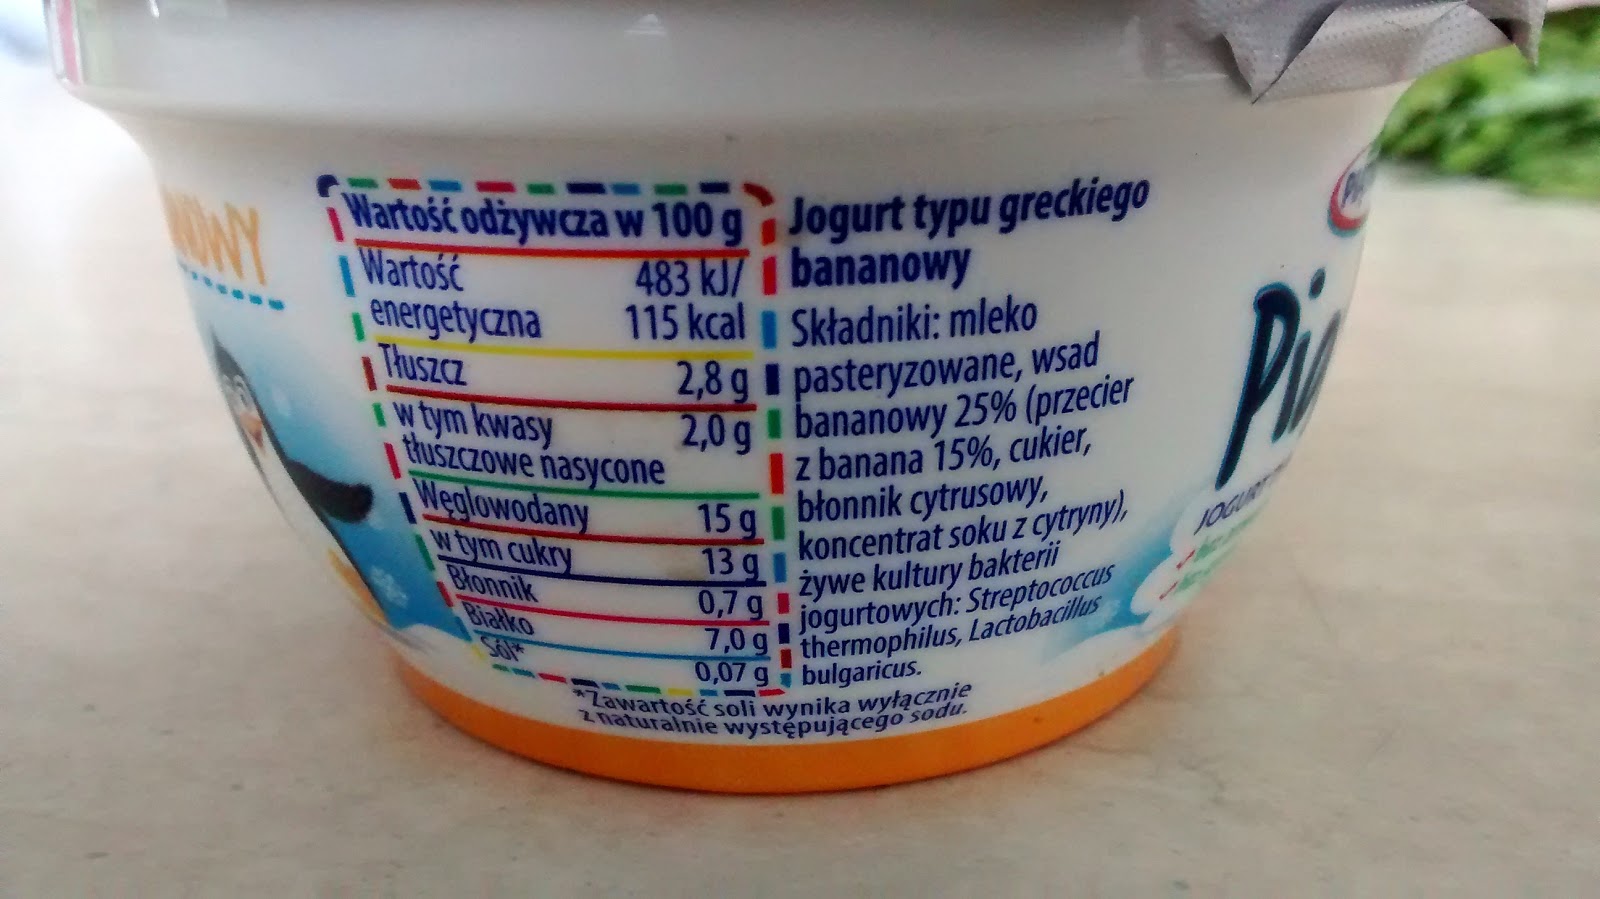 Wartość odżywcza w 100 g
Wartość 483 kJ/
energetyczna 115 kcal
Tłuszcz 2,8 g
w tym kwasy 2,0 g
tłuszczowe nasycone
Węglowodany 15 g
w tym cukry 13 g
Błonnik 0,7 g
Białko 7,0 g
Sól* 0,07 g
*Zawartość soli wynika wyłącznie
z naturalnie występującego sodu.
Jogurt typu greckiego
bananowy
Składniki: mleko
pasteryzowane, wsad
bananowy 25% (przecier
z banana 15%, cukier,
błonnik cytrusowy,
koncentrat soku z cytryny),
żywe kultury bakterii
jogurtowych: Streptococcus
thermophilus, Lactobacillus
bulgaricus.
JOGURT